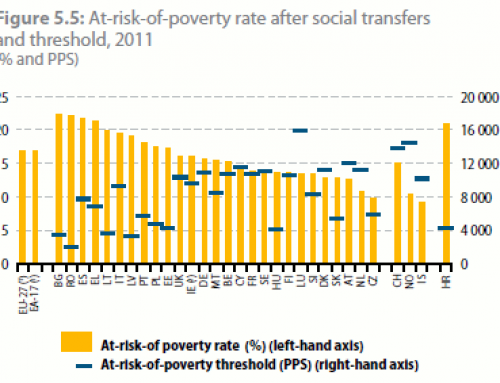 Figure 5.5: At-risk-of-poverty rate after social transfers
and threshold, 2011
(% and PPS)
25 20 000
20 16 000
15 12 000
10 8 000
5 4 000
0 0
EU-27 (¹)
EA-17 (¹)
BG
RO
ES
EL
LT
IT
LV
PT
PL
EE
UK
IE (²)
DE
MT
BE
CY
FR
SE
HU
FI
LU
SI
DK
SK
AT
NL
CZ
CH
NO
IS
HR
At-risk-of poverty rate (%) (left-hand axis)
At-risk-of-poverty threshold (PPS) (right-hand axis)